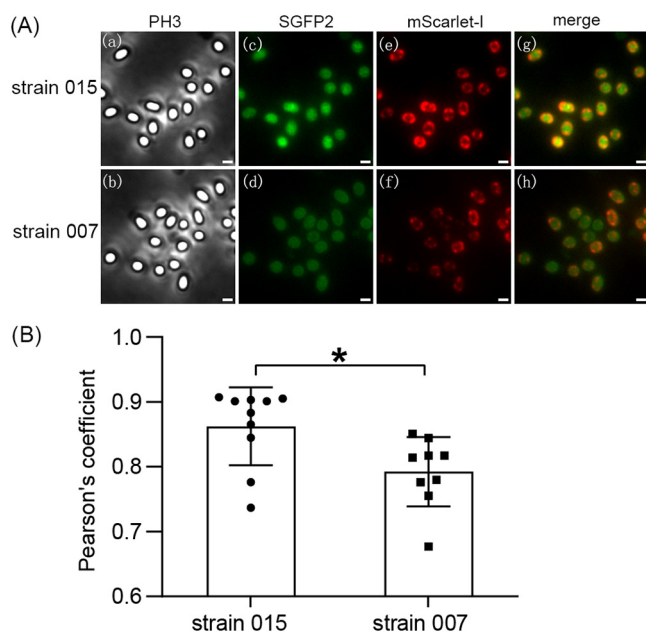 (A)
PH3
SGFP2
mScarlet-I
merge
strain 015
(a)
(c)
(e)
(g)
strain 007
(b)
(d)
(f)
(h)
(B)
Pearson's coefficient
1.0
0.9
0.8
0.7
0.6
*
strain 015
strain 007